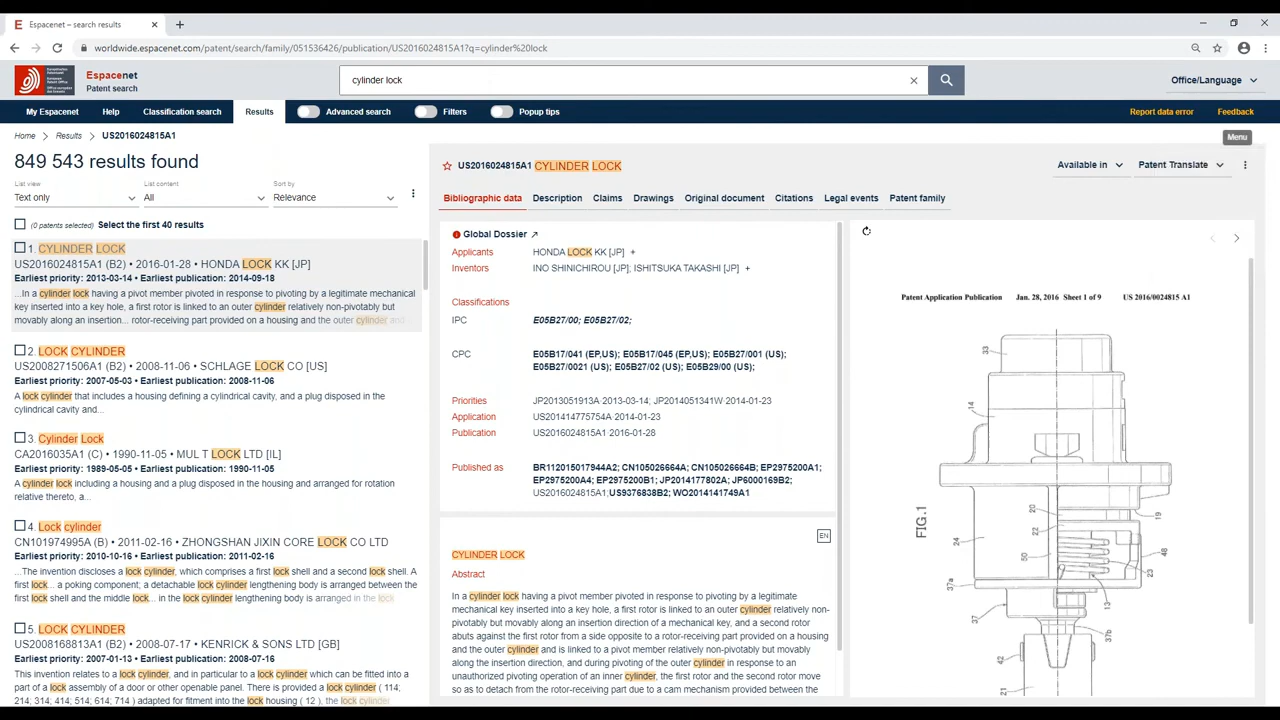 Espacenet – search results
worldwide.espacenet.com/patent/search/family/051536426/publication/US2016024815A1?q=cylinder%20lock
Espacenet
Patent search
cylinder lock
Office/Language
My Espacenet
Help
Classification search
Results
Advanced search
Filters
Popup tips
Report data error
Feedback
Home > Results > US2016024815A1
Menu
849 543 results found
List view
List content
Sort by
Text only
All
Relevance
(0 patents selected) Select the first 40 results
1. CYLINDER LOCK
US2016024815A1 (B2) • 2016-01-28 • HONDA LOCK KK [JP]
Earliest priority: 2013-03-14 • Earliest publication: 2014-09-18
...In a cylinder lock having a pivot member pivoted in response to pivoting by a legitimate mechanical
key inserted into a key hole, a first rotor is linked to an outer cylinder relatively non-pivotably but
movably along an insertion... rotor-receiving part provided on a housing and the outer cylinder and
2. LOCK CYLINDER
US2008271506A1 (B2) • 2008-11-06 • SCHLAGE LOCK CO [US]
Earliest priority: 2007-05-03 • Earliest publication: 2008-11-06
A lock cylinder that includes a housing defining a cylindrical cavity, and a plug disposed in the
cylindrical cavity and...
3. Cylinder Lock
CA2016035A1 (C) • 1990-11-05 • MUL T LOCK LTD [IL]
Earliest priority: 1989-05-05 • Earliest publication: 1990-11-05
A cylinder lock including a housing and a plug disposed in the housing and arranged for rotation
relative thereto, a...
4. Lock cylinder
CN101974995A (B) • 2011-02-16 • ZHONGSHAN JIXIN CORE LOCK CO LTD
Earliest priority: 2010-10-16 • Earliest publication: 2011-02-16
...The invention discloses a lock cylinder, which comprises a first lock shell and a second lock shell. A
first lock... a poking component; a detachable lock cylinder lengthening body is arranged between the
first lock shell and the middle lock... in the lock cylinder lengthening body is arranged in the lock
5. LOCK CYLINDER
US2008168813A1 (B2) • 2008-07-17 • KENRICK & SONS LTD [GB]
Earliest priority: 2007-01-13 • Earliest publication: 2008-07-16
This invention relates to a lock cylinder, and in particular to a lock cylinder which can be fitted into a
part of a lock assembly of a door or other openable panel. There is provided a lock cylinder ( 114;
214; 314; 414; 514; 614; 714 ) adapted for fitment into the lock housing ( 12 ), the lock cylinder
US2016024815A1 CYLINDER LOCK
Available in
Patent Translate
Bibliographic data
Description
Claims
Drawings
Original document
Citations
Legal events
Patent family
Global Dossier
Applicants HONDA LOCK KK [JP] +
Inventors INO SHINICHIROU [JP]; ISHITSUKA TAKASHI [JP] +
Classifications
IPC E05B27/00; E05B27/02;
CPC E05B17/041 (EP,US); E05B17/045 (EP,US); E05B27/001 (US);
E05B27/0021 (US); E05B27/02 (US); E05B29/00 (US);
Priorities JP2013051913A·2013-03-14; JP2014051341W·2014-01-23
Application US201414775754A·2014-01-23
Publication US2016024815A1·2016-01-28
Published as BR112015017944A2; CN105026664A; CN105026664B; EP2975200A1;
EP2975200A4; EP2975200B1; JP2014177802A; JP6000169B2;
US2016024815A1;US9376838B2; WO2014141749A1
EN
CYLINDER LOCK
Abstract
In a cylinder lock having a pivot member pivoted in response to pivoting by a legitimate
mechanical key inserted into a key hole, a first rotor is linked to an outer cylinder relatively non-
pivotably but movably along an insertion direction of a mechanical key, and a second rotor
abuts against the first rotor from a side opposite to a rotor-receiving part provided on a housing
and the outer cylinder and is linked to a pivot member relatively non-pivotably but movably
along the insertion direction, and during pivoting of the outer cylinder in response to an
unauthorized pivoting operation of an inner cylinder, the first rotor and the second rotor move
so as to detach from the rotor-receiving part due to a cam mechanism provided between the
Patent Application Publication Jan. 28, 2016 Sheet 1 of 9 US 2016/0024815 A1
FIG.1
33
14
24
20
22
50
19
48
23
13
37a
37
37b
42
21